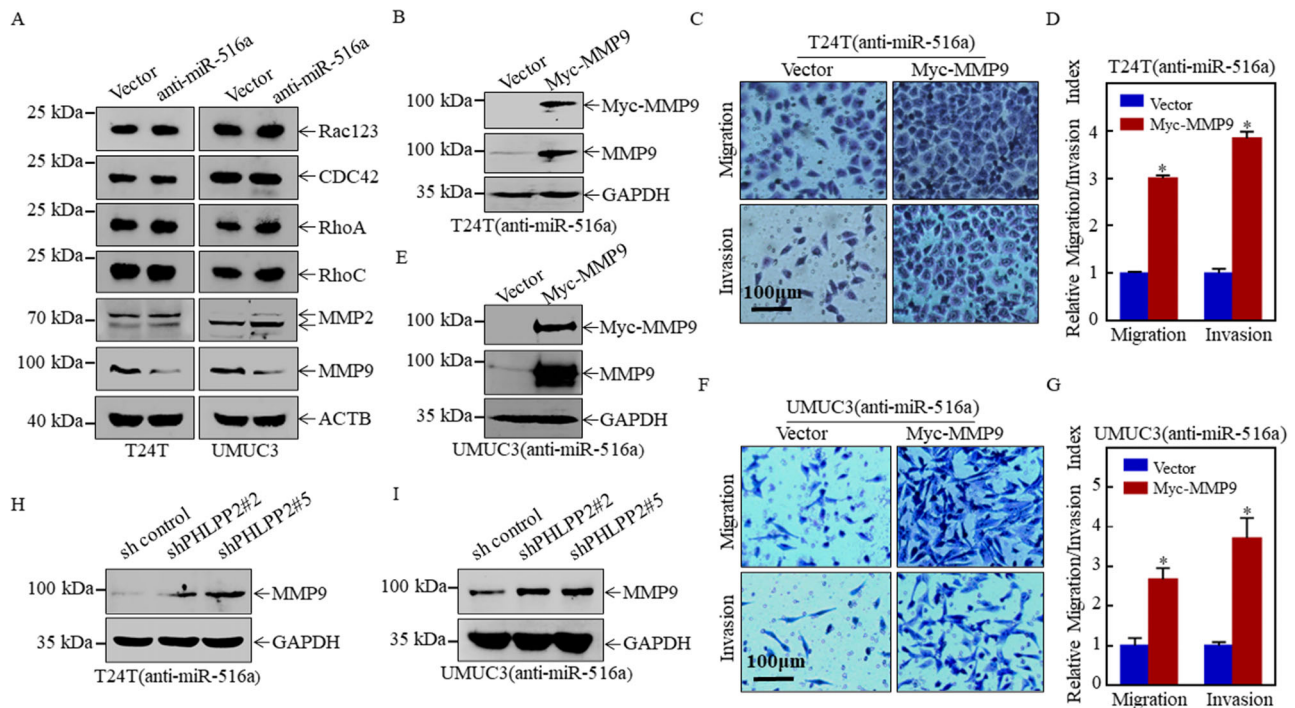 A
Vector
anti-miR-516a
Vector
anti-miR-516a
25 kDa
Rac123
25 kDa
CDC42
25 kDa
RhoA
25 kDa
RhoC
70 kDa
MMP2
100 kDa
MMP9
40 kDa
ACTB
T24T
UMUC3
B
Vector
Myc-MMP9
100 kDa
Myc-MMP9
100 kDa
MMP9
35 kDa
GAPDH
T24T(anti-miR-516a)
C
T24T(anti-miR-516a)
Vector
Myc-MMP9
Migration
Invasion
100μm
D
T24T(anti-miR-516a)
Vector
Myc-MMP9
Relative Migration/Invasion Index
5
4
3
2
1
0
*
*
Migration
Invasion
E
Vector
Myc-MMP9
100 kDa
Myc-MMP9
100 kDa
MMP9
35 kDa
GAPDH
UMUC3(anti-miR-516a)
F
UMUC3(anti-miR-516a)
Vector
Myc-MMP9
Migration
Invasion
100μm
G
UMUC3(anti-miR-516a)
Vector
Myc-MMP9
Relative Migration/Invasion Index
5
4
3
2
1
0
*
*
Migration
Invasion
H
sh control
shPHLPP2#2
shPHLPP2#5
100 kDa
MMP9
35 kDa
GAPDH
T24T(anti-miR-516a)
I
sh control
shPHLPP2#2
shPHLPP2#5
100 kDa
MMP9
35 kDa
GAPDH
UMUC3(anti-miR-516a)